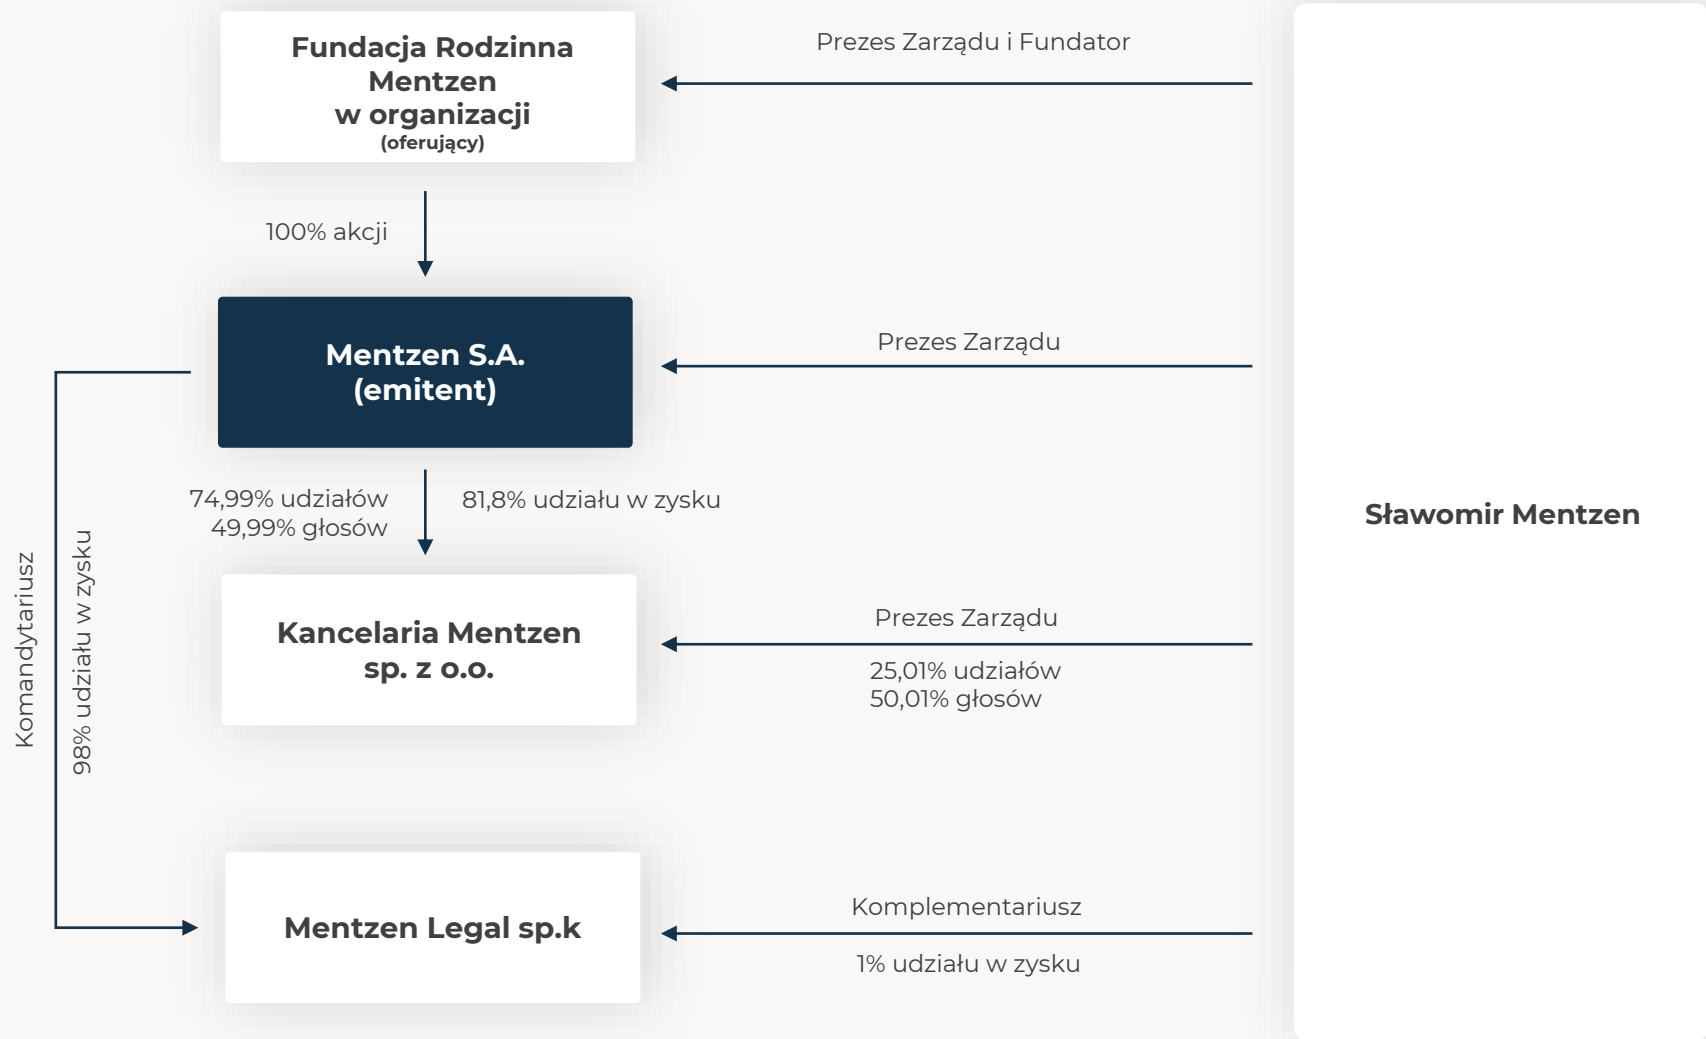 Fundacja Rodzinna
Mentzen
w organizacji
(oferujący)
Prezes Zarządu i Fundator
100% akcji
Mentzen S.A.
(emitent)
Prezes Zarządu
74,99% udziałów
49,99% głosów
81,8% udziału w zysku
Komandytariusz
98% udziału w zysku
Kancelaria Mentzen
sp. z o.o.
Prezes Zarządu
25,01% udziałów
50,01% głosów
Mentzen Legal sp.k
Komplementariusz
1% udziału w zysku
Sławomir Mentzen